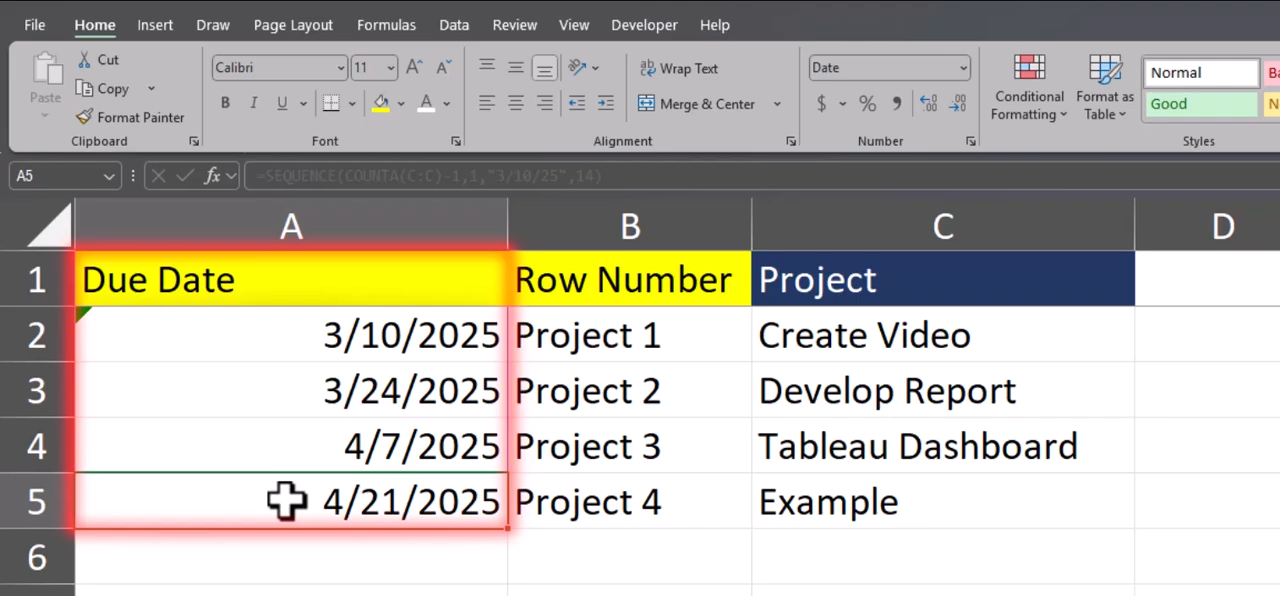 File Home Insert Draw Page Layout Formulas Data Review View Developer Help
Paste Cut Copy Format Painter Clipboard
Calibri 11 A A B I U A Font
ab Wrap Text Merge & Center Alignment
Date $ % 9 .00 Number
Conditional Formatting Format as Table Normal Ba Good N Styles
A5 fx =SEQUENCE(COUNTA(C:C)-1,1,"3/10/25",14)
A B C D
1 Due Date Row Number Project
2 3/10/2025 Project 1 Create Video
3 3/24/2025 Project 2 Develop Report
4 4/7/2025 Project 3 Tableau Dashboard
5 4/21/2025 Project 4 Example
6